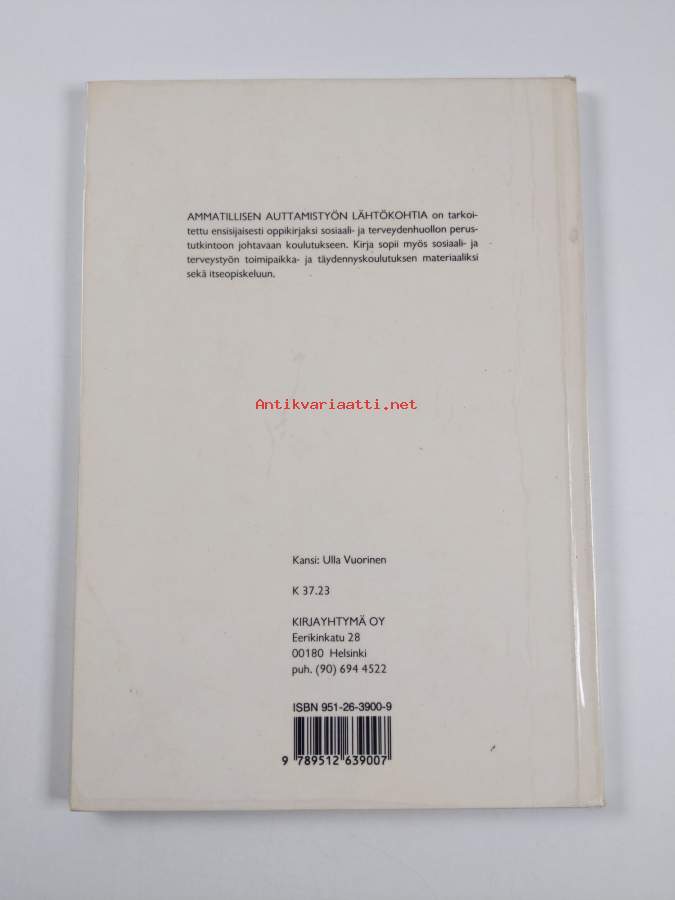 AMMATILLISEN AUTTAMISTYÖN LÄHTÖKOHTIA on tarkoi-
tettu ensisijaisesti oppikirjaksi sosiaali- ja terveydenhuollon perus-
tutkintoon johtavaan koulutukseen. Kirja sopii myös sosiaali- ja
terveystyön toimipaikka- ja täydennyskoulutuksen materiaaliksi
sekä itseopiskeluun.
Antikvariaatti.net
Kansi: Ulla Vuorinen
K 37.23
KIRJAYHTYMÄ OY
Eerikinkatu 28
00180 Helsinki
puh. (90) 694 4522
ISBN 951-26-3900-9
9 789512 639007